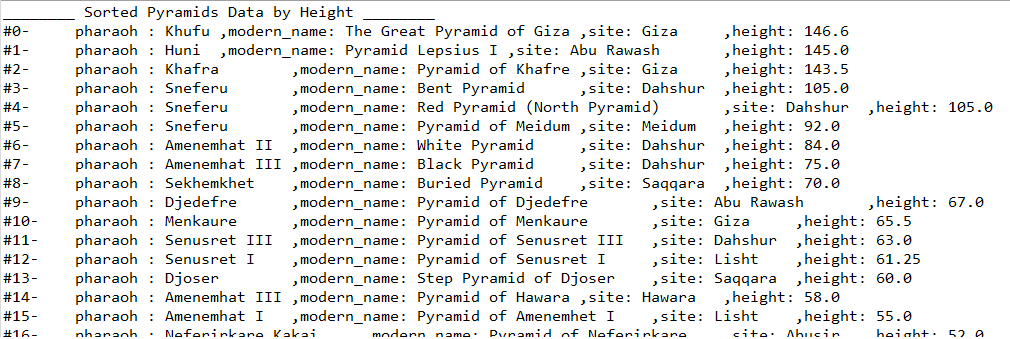 ________ Sorted Pyramids Data by Height ________
#0- pharaoh : Khufu ,modern_name: The Great Pyramid of Giza ,site: Giza ,height: 146.6
#1- pharaoh : Huni ,modern_name: Pyramid Lepsius I ,site: Abu Rawash ,height: 145.0
#2- pharaoh : Khafra ,modern_name: Pyramid of Khafre ,site: Giza ,height: 143.5
#3- pharaoh : Sneferu ,modern_name: Bent Pyramid ,site: Dahshur ,height: 105.0
#4- pharaoh : Sneferu ,modern_name: Red Pyramid (North Pyramid) ,site: Dahshur ,height: 105.0
#5- pharaoh : Sneferu ,modern_name: Pyramid of Meidum ,site: Meidum ,height: 92.0
#6- pharaoh : Amenemhat II ,modern_name: White Pyramid ,site: Dahshur ,height: 84.0
#7- pharaoh : Amenemhat III ,modern_name: Black Pyramid ,site: Dahshur ,height: 75.0
#8- pharaoh : Sekhemkhet ,modern_name: Buried Pyramid ,site: Saqqara ,height: 70.0
#9- pharaoh : Djedefre ,modern_name: Pyramid of Djedefre ,site: Abu Rawash ,height: 67.0
#10- pharaoh : Menkaure ,modern_name: Pyramid of Menkaure ,site: Giza ,height: 65.5
#11- pharaoh : Senusret III ,modern_name: Pyramid of Senusret III ,site: Dahshur ,height: 63.0
#12- pharaoh : Senusret I ,modern_name: Pyramid of Senusret I ,site: Lisht ,height: 61.25
#13- pharaoh : Djoser ,modern_name: Step Pyramid of Djoser ,site: Saqqara ,height: 60.0
#14- pharaoh : Amenemhat III ,modern_name: Pyramid of Hawara ,site: Hawara ,height: 58.0
#15- pharaoh : Amenemhat I ,modern_name: Pyramid of Amenemhet I ,site: Lisht ,height: 55.0
#16- pharaoh : Neferirkare Kakai ,modern_name: Pyramid of Neferirkare ,site: Abusir ,height: 52.0